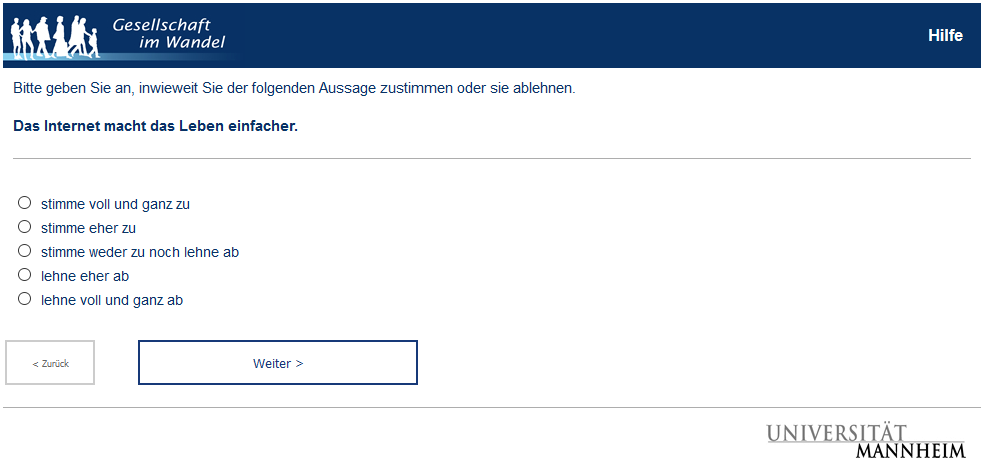 Gesellschaft
im Wandel
Hilfe
Bitte geben Sie an, inwieweit Sie der folgenden Aussage zustimmen oder sie ablehnen.
Das Internet macht das Leben einfacher.
stimme voll und ganz zu
stimme eher zu
stimme weder zu noch lehne ab
lehne eher ab
lehne voll und ganz ab
< Zurück
Weiter >
UNIVERSITÄT
MANNHEIM